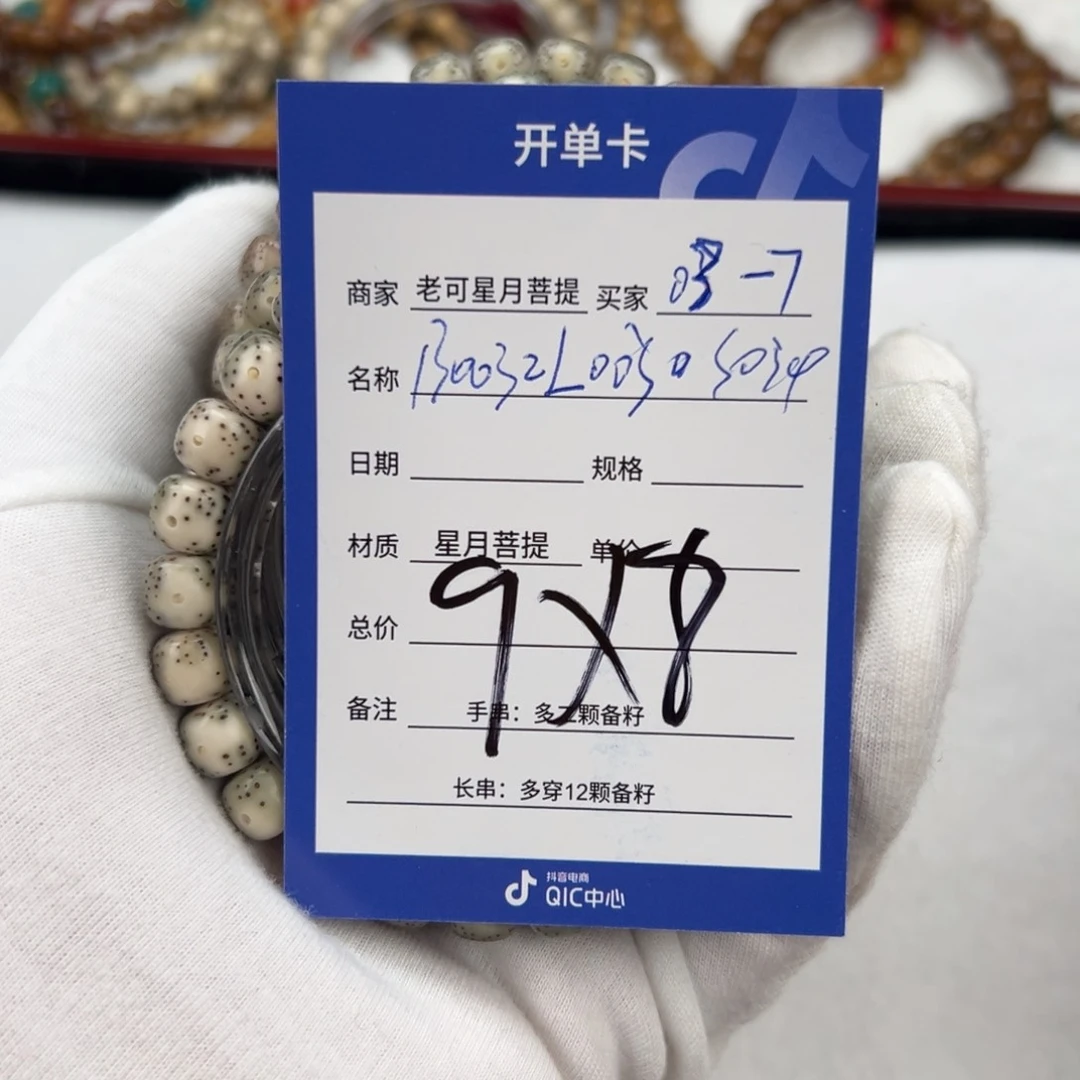 开单卡
商家 老可星月菩提 买家 -7
名称
日期 规格
材质 星月菩提 单价
总价
9X8
备注 手串：多 2颗备籽
长串：多穿12颗备籽
抖音电商
QIC中心